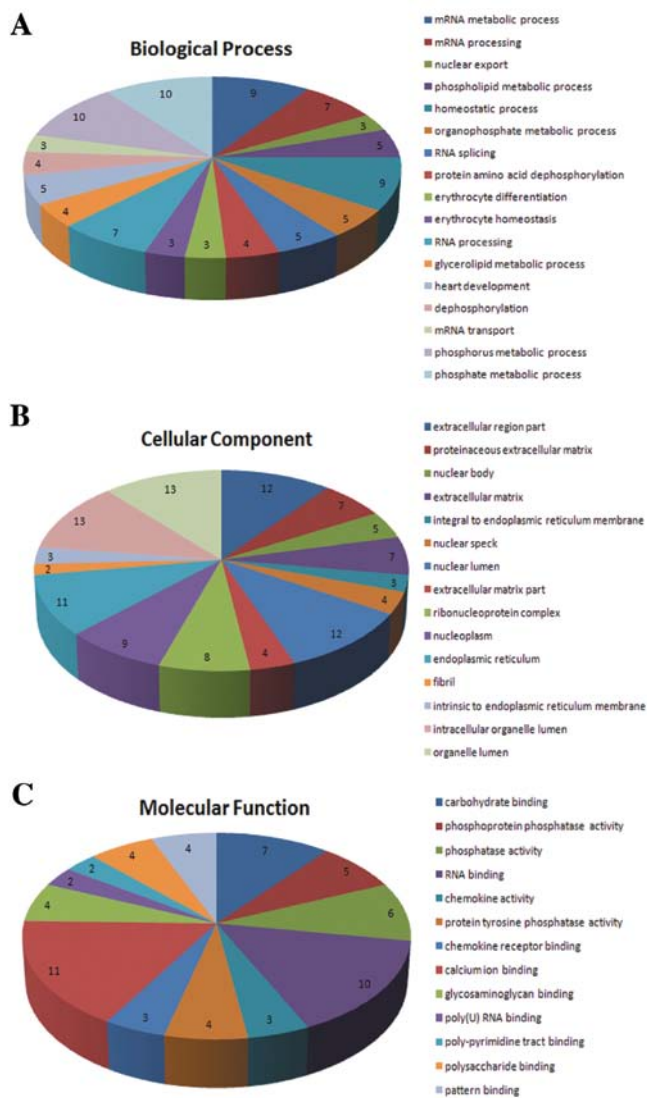 A
Biological Process
9
7
3
5
9
5
5
4
3
3
7
4
5
4
3
10
10
mRNA metabolic process
mRNA processing
nuclear export
phospholipid metabolic process
homeostatic process
organophosphate metabolic process
RNA splicing
protein amino acid dephosphorylation
erythrocyte differentiation
erythrocyte homeostasis
RNA processing
glycerolipid metabolic process
heart development
dephosphorylation
mRNA transport
phosphorus metabolic process
phosphate metabolic process
B
Cellular Component
12
7
5
7
3
4
12
4
8
9
11
2
3
13
13
extracellular region part
proteinaceous extracellular matrix
nuclear body
extracellular matrix
integral to endoplasmic reticulum membrane
nuclear speck
nuclear lumen
extracellular matrix part
ribonucleoprotein complex
nucleoplasm
endoplasmic reticulum
fibril
intrinsic to endoplasmic reticulum membrane
intracellular organelle lumen
organelle lumen
C
Molecular Function
7
5
6
10
3
4
3
11
4
2
2
4
4
carbohydrate binding
phosphoprotein phosphatase activity
phosphatase activity
RNA binding
chemokine activity
protein tyrosine phosphatase activity
chemokine receptor binding
calcium ion binding
glycosaminoglycan binding
poly(U) RNA binding
poly-pyrimidine tract binding
polysaccharide binding
pattern binding